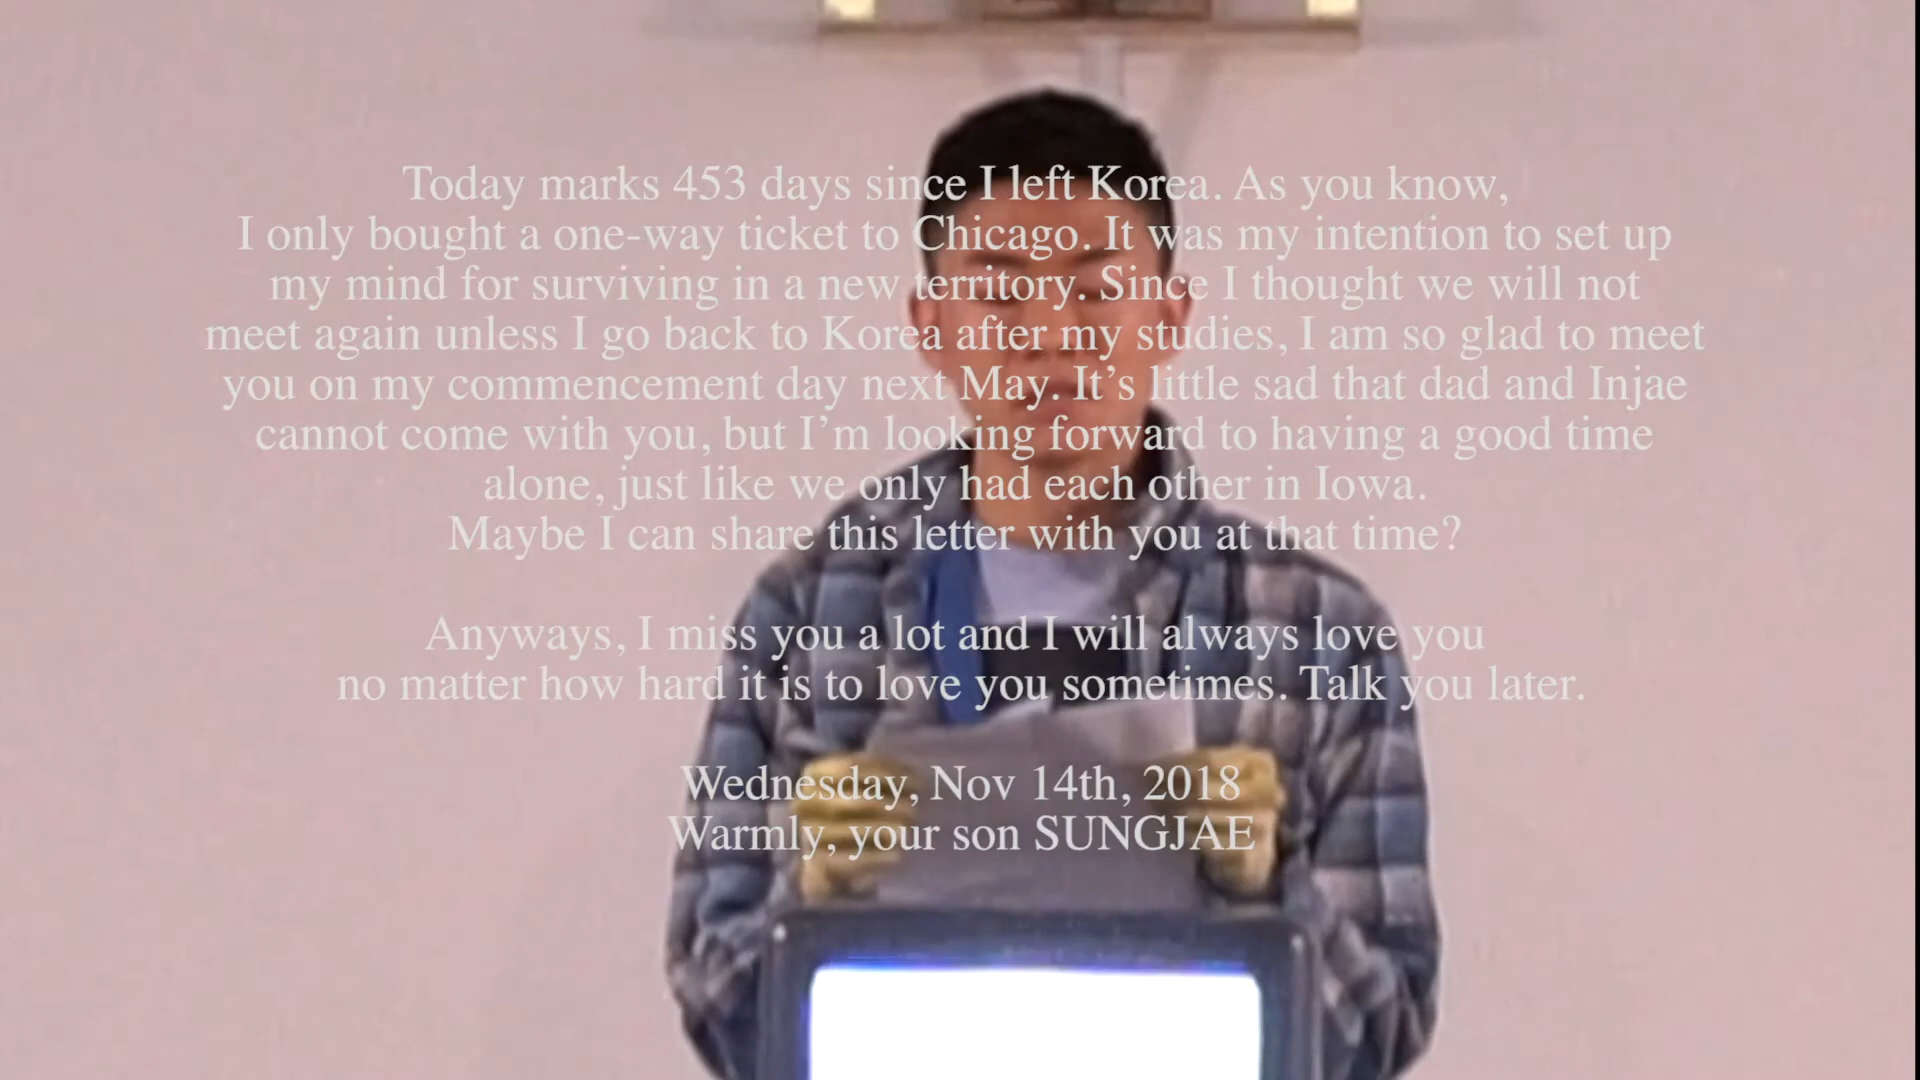 Today marks 453 days since I left Korea. As you know,
I only bought a one-way ticket to Chicago. It was my intention to set up
my mind for surviving in a new territory. Since I thought we will not
meet again unless I go back to Korea after my studies, I am so glad to meet
you on my commencement day next May. It’s little sad that dad and Injae
cannot come with you, but I’m looking forward to having a good time
alone, just like we only had each other in Iowa.
Maybe I can share this letter with you at that time?
Anyways, I miss you a lot and I will always love you
no matter how hard it is to love you sometimes. Talk you later.
Wednesday, Nov 14th, 2018
Warmly, your son SUNGJAE